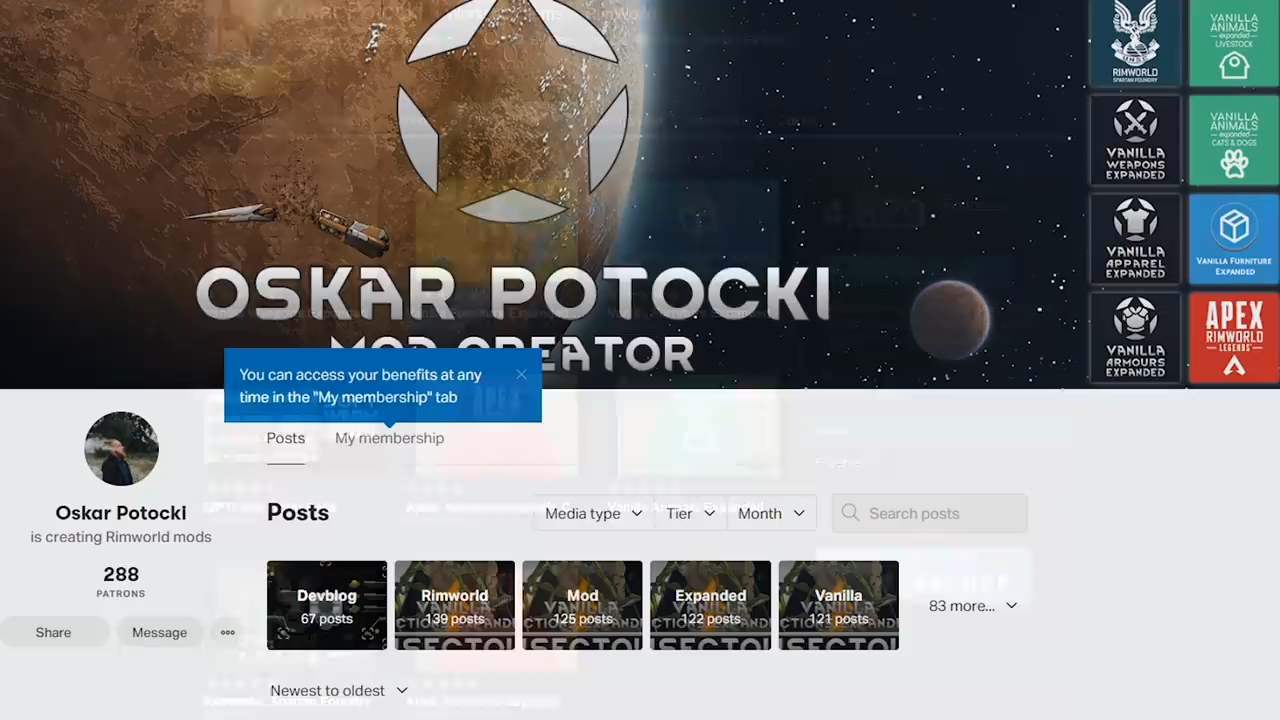 RIMWORLD
SPARTAN FOUNDRY
VANILLA
ANIMALS
expanded
LIVESTOCK
VANILLA
WEAPONS
EXPANDED
VANILLA
ANIMALS
expanded
CATS & DOGS
VANILLA
APPAREL
EXPANDED
VANILLA FURNITURE
EXPANDED
VANILLA
ARMOURS
EXPANDED
APEX
RIMWORLD
LEGENDS
OSKAR POTOCKI
MOD CREATOR
You can access your benefits at any
time in the "My membership" tab
Posts
My membership
Oskar Potocki
is creating Rimworld mods
288
PATRONS
Share
Message
Posts
Media type
Tier
Month
Search posts
Devblog
67 posts
Rimworld
139 posts
Mod
125 posts
Expanded
122 posts
Vanilla
121 posts
83 more...
Newest to oldest